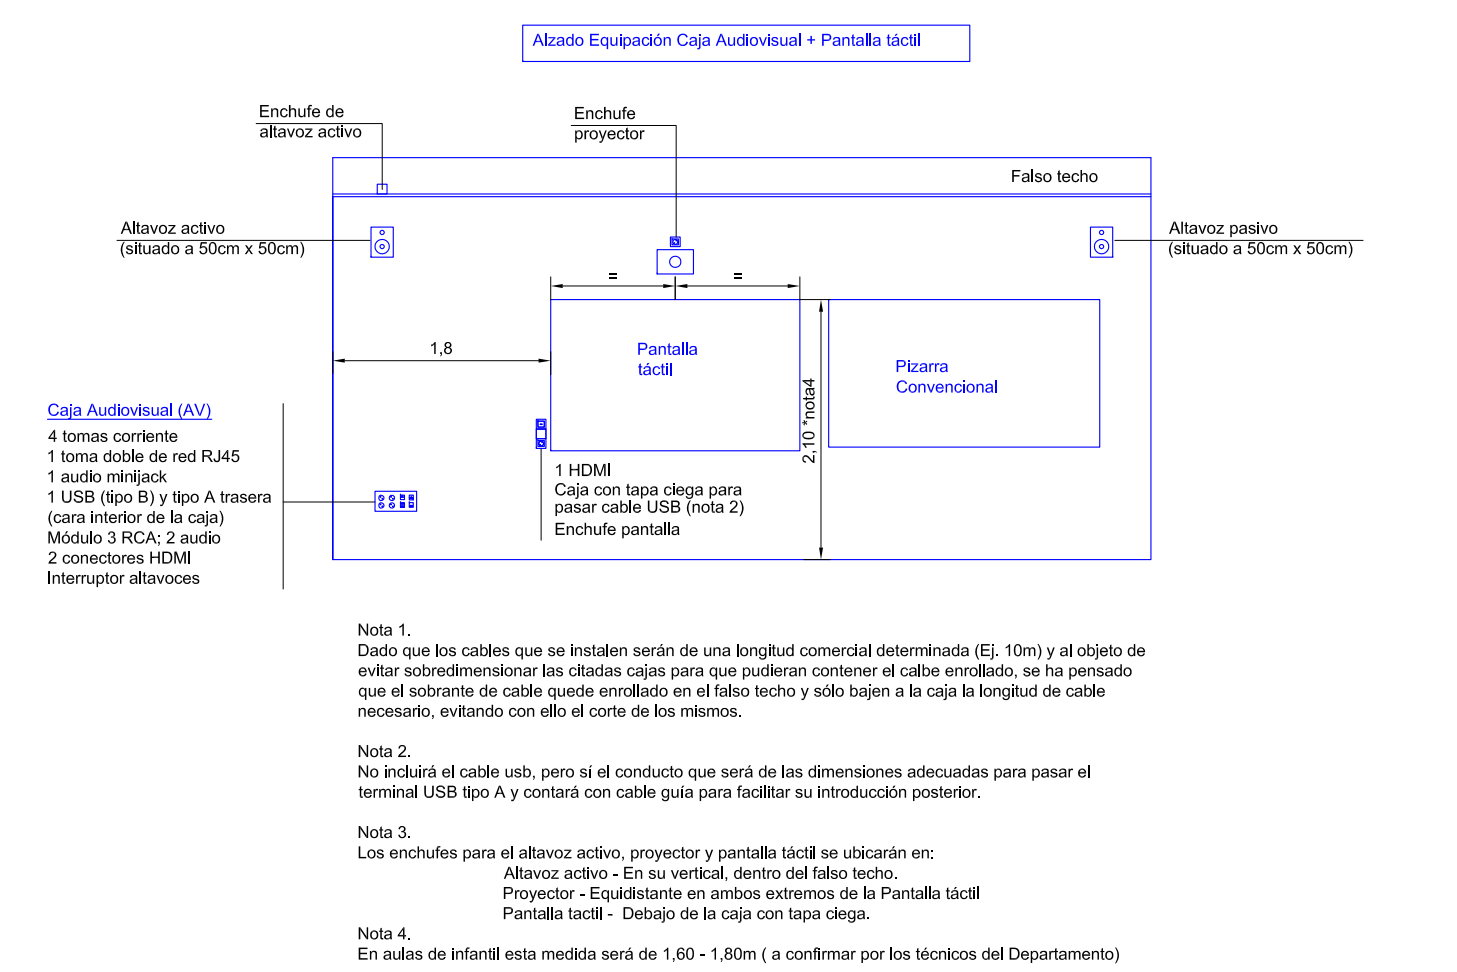 Alzado Equipación Caja Audiovisual + Pantalla táctil
Enchufe de
altavoz activo
Enchufe
proyector
Falso techo
Altavoz activo
(situado a 50cm x 50cm)
Altavoz pasivo
(situado a 50cm x 50cm)
=
=
1,8
Pantalla
táctil
2,10 *nota4
Pizarra
Convencional
Caja Audiovisual (AV)
4 tomas corriente
1 toma doble de red RJ45
1 audio minijack
1 USB (tipo B) y tipo A trasera
(cara interior de la caja)
Módulo 3 RCA; 2 audio
2 conectores HDMI
Interruptor altavoces
1 HDMI
Caja con tapa ciega para
pasar cable USB (nota 2)
Enchufe pantalla
Nota 1.
Dado que los cables que se instalen serán de una longitud comercial determinada (Ej. 10m) y al objeto de
evitar sobredimensionar las citadas cajas para que pudieran contener el calbe enrollado, se ha pensado
que el sobrante de cable quede enrollado en el falso techo y sólo bajen a la caja la longitud de cable
necesario, evitando con ello el corte de los mismos.
Nota 2.
No incluirá el cable usb, pero sí el conducto que será de las dimensiones adecuadas para pasar el
terminal USB tipo A y contará con cable guía para facilitar su introducción posterior.
Nota 3.
Los enchufes para el altavoz activo, proyector y pantalla táctil se ubicarán en:
Altavoz activo - En su vertical, dentro del falso techo.
Proyector - Equidistante en ambos extremos de la Pantalla táctil
Pantalla tactil - Debajo de la caja con tapa ciega.
Nota 4.
En aulas de infantil esta medida será de 1,60 - 1,80m ( a confirmar por los técnicos del Departamento)